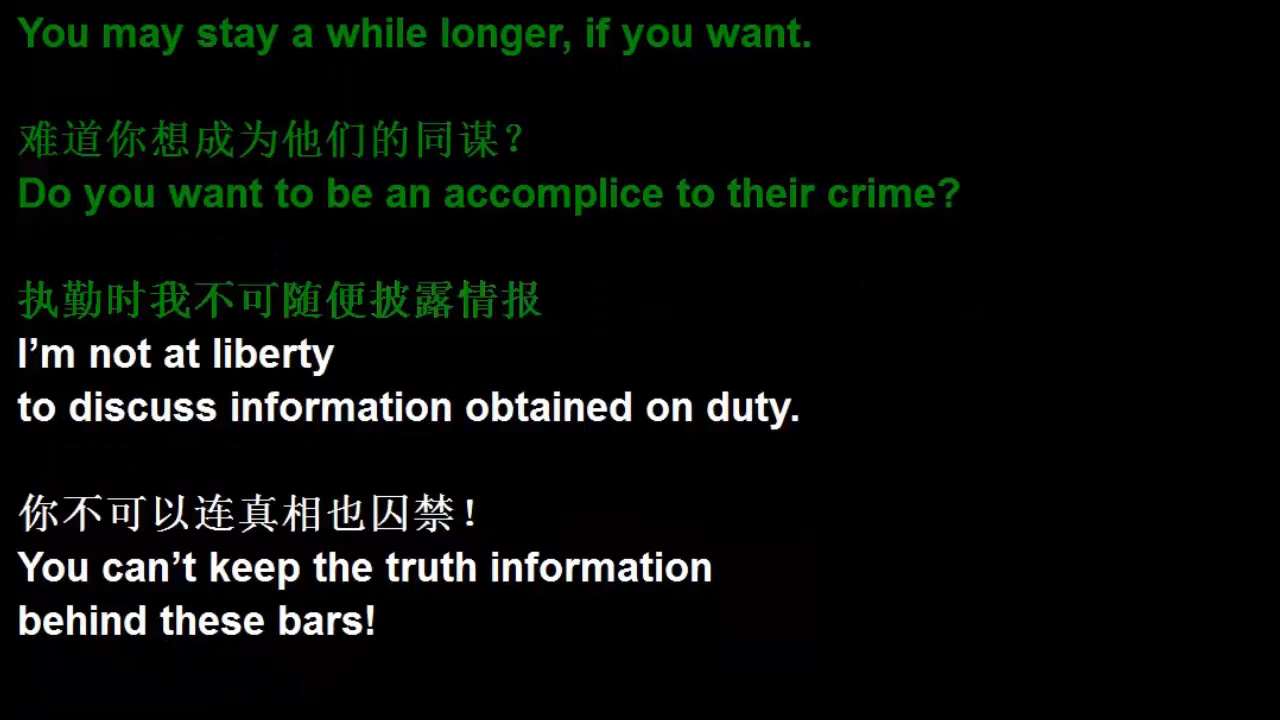 You may stay a while longer, if you want.
难道你想成为他们的同谋？
Do you want to be an accomplice to their crime?
执勤时我不可随便披露情报
I’m not at liberty
to discuss information obtained on duty.
你不可以连真相也囚禁！
You can’t keep the truth information
behind these bars!